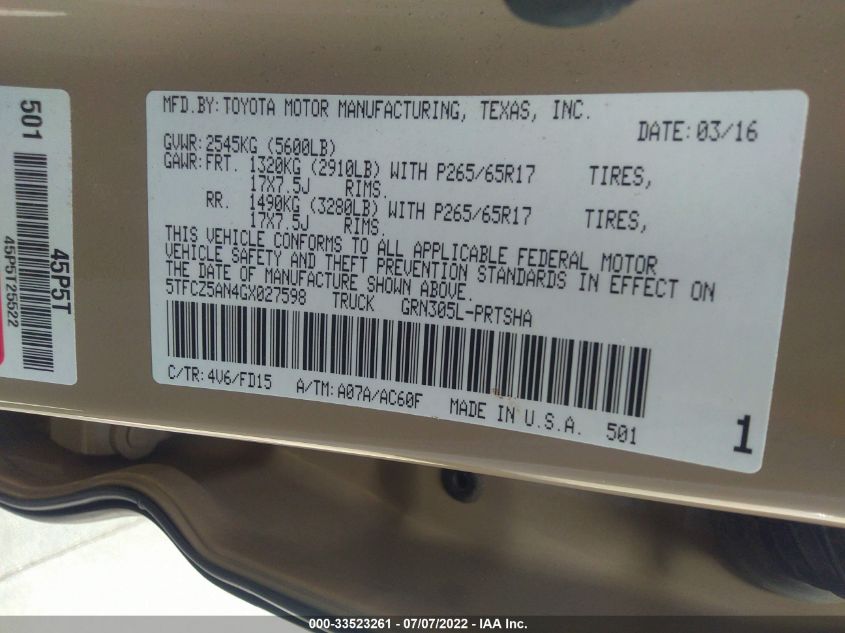 MFD.BY:TOYOTA MOTOR MANUFACTURING, TEXAS, INC.
DATE:03/16
GVWR:2545KG (5600LB)
GAWR:FRT. 1320KG (2910LB) WITH P265/65R17 TIRES,
17X7.5J RIMS.
RR. 1490KG (3280LB) WITH P265/65R17 TIRES,
17X7.5J RIMS.
THIS VEHICLE CONFORMS TO ALL APPLICABLE FEDERAL MOTOR
VEHICLE SAFETY AND THEFT PREVENTION STANDARDS IN EFFECT ON
THE DATE OF MANUFACTURE SHOWN ABOVE.
5TFCZ5AN4GX027598 TRUCK GRN305L-PRTSHA
C/TR:4V6/FD15 A/TM:A07A/AC60F MADE IN U.S.A. 501
1
501
45P5T
45P5T25522
000-33523261 - 07/07/2022 - IAA Inc.